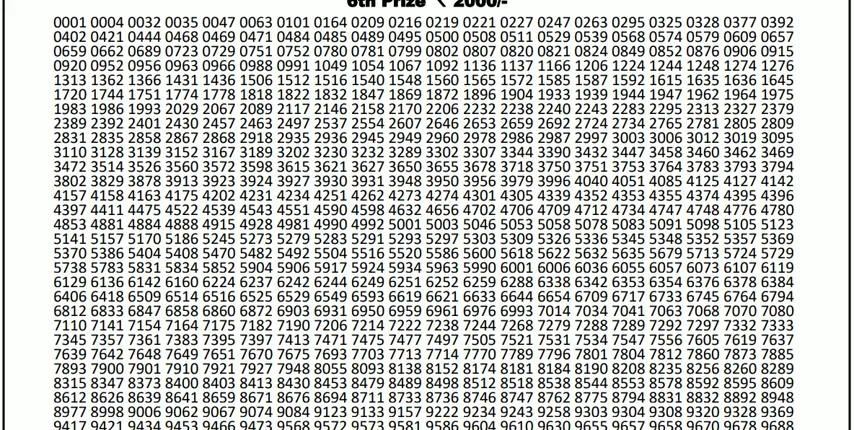 6th Prize ₹ 2000/-
0001 0004 0032 0035 0047 0063 0101 0164 0209 0216 0219 0221 0227 0247 0263 0295 0325 0328 0377 0392
0402 0421 0444 0468 0469 0471 0484 0485 0489 0495 0500 0508 0511 0529 0539 0568 0574 0579 0609 0657
0659 0662 0689 0723 0729 0751 0752 0780 0781 0799 0802 0807 0820 0821 0824 0849 0852 0876 0906 0915
0920 0952 0956 0963 0966 0988 0991 1049 1054 1067 1092 1136 1137 1166 1206 1224 1244 1248 1274 1276
1313 1362 1366 1431 1436 1506 1512 1516 1540 1548 1560 1565 1572 1585 1587 1592 1615 1635 1636 1645
1720 1744 1751 1774 1778 1818 1822 1832 1847 1869 1872 1896 1904 1933 1939 1944 1947 1962 1964 1975
1983 1986 1993 2029 2067 2089 2117 2146 2158 2170 2206 2232 2238 2240 2243 2283 2295 2313 2327 2379
2389 2392 2401 2430 2457 2463 2497 2537 2554 2607 2646 2653 2659 2692 2724 2734 2765 2781 2805 2809
2831 2835 2858 2867 2868 2918 2935 2936 2945 2949 2960 2978 2986 2987 2997 3003 3006 3012 3019 3095
3110 3128 3139 3152 3167 3189 3202 3230 3232 3289 3302 3307 3344 3390 3432 3447 3458 3460 3462 3469
3472 3514 3526 3560 3572 3598 3615 3621 3627 3650 3655 3678 3718 3750 3751 3753 3764 3783 3793 3794
3802 3829 3878 3913 3923 3924 3927 3930 3931 3948 3950 3956 3979 3996 4040 4051 4085 4125 4127 4142
4157 4158 4163 4175 4202 4231 4234 4251 4262 4273 4274 4301 4305 4339 4352 4353 4355 4374 4395 4396
4397 4411 4475 4522 4539 4543 4551 4590 4598 4632 4656 4702 4706 4709 4712 4734 4747 4748 4776 4780
4853 4881 4884 4888 4915 4928 4981 4990 4992 5001 5003 5046 5053 5058 5078 5083 5091 5098 5105 5123
5141 5157 5170 5186 5245 5273 5279 5283 5291 5293 5297 5303 5309 5326 5336 5345 5348 5352 5357 5369
5370 5386 5404 5408 5470 5482 5492 5504 5516 5520 5586 5600 5618 5622 5632 5635 5679 5713 5724 5729
5738 5783 5831 5834 5852 5904 5906 5917 5924 5934 5963 5990 6001 6006 6036 6055 6057 6073 6107 6119
6129 6136 6142 6160 6224 6237 6242 6244 6249 6251 6252 6259 6288 6338 6342 6353 6354 6376 6378 6384
6406 6418 6509 6514 6516 6525 6529 6549 6593 6619 6621 6633 6644 6654 6709 6717 6733 6745 6764 6794
6812 6833 6847 6858 6860 6872 6903 6931 6950 6959 6961 6976 6993 7014 7034 7041 7063 7068 7070 7080
7110 7141 7154 7164 7175 7182 7190 7206 7214 7222 7238 7244 7268 7279 7288 7289 7292 7297 7332 7333
7345 7357 7361 7383 7395 7397 7413 7471 7475 7477 7497 7505 7521 7531 7534 7547 7556 7605 7619 7637
7639 7642 7648 7649 7651 7670 7675 7693 7703 7713 7714 7770 7789 7796 7801 7804 7812 7860 7873 7885
7893 7900 7901 7910 7921 7927 7948 8055 8093 8138 8152 8174 8181 8184 8190 8208 8235 8256 8260 8289
8315 8347 8373 8400 8403 8413 8430 8453 8479 8489 8498 8512 8518 8538 8544 8553 8578 8592 8595 8609
8612 8626 8639 8641 8659 8671 8676 8694 8711 8733 8736 8746 8747 8762 8775 8794 8831 8832 8892 8948
8977 8998 9006 9062 9067 9074 9084 9123 9133 9157 9222 9234 9243 9258 9303 9304 9308 9320 9328 9369
9417 9421 9434 9453 9466 9473 9568 9572 9573 9581 9586 9604 9610 9630 9655 9657 9658 9670 9678 9688